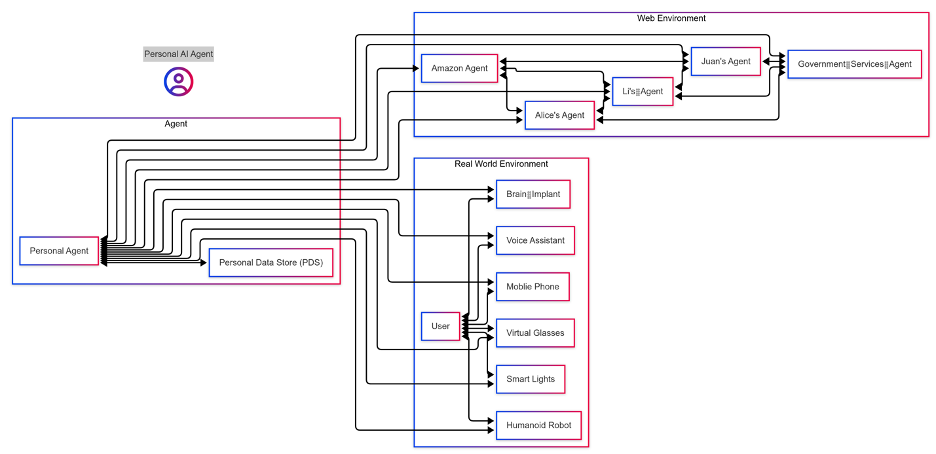 Personal AI Agent
Agent
Personal Agent
Personal Data Store (PDS)
Web Environment
Amazon Agent
Juan's Agent
Government||Services||Agent
Li's||Agent
Alice's Agent
Real World Environment
Brain||Implant
Voice Assistant
Moblie Phone
User
Virtual Glasses
Smart Lights
Humanoid Robot